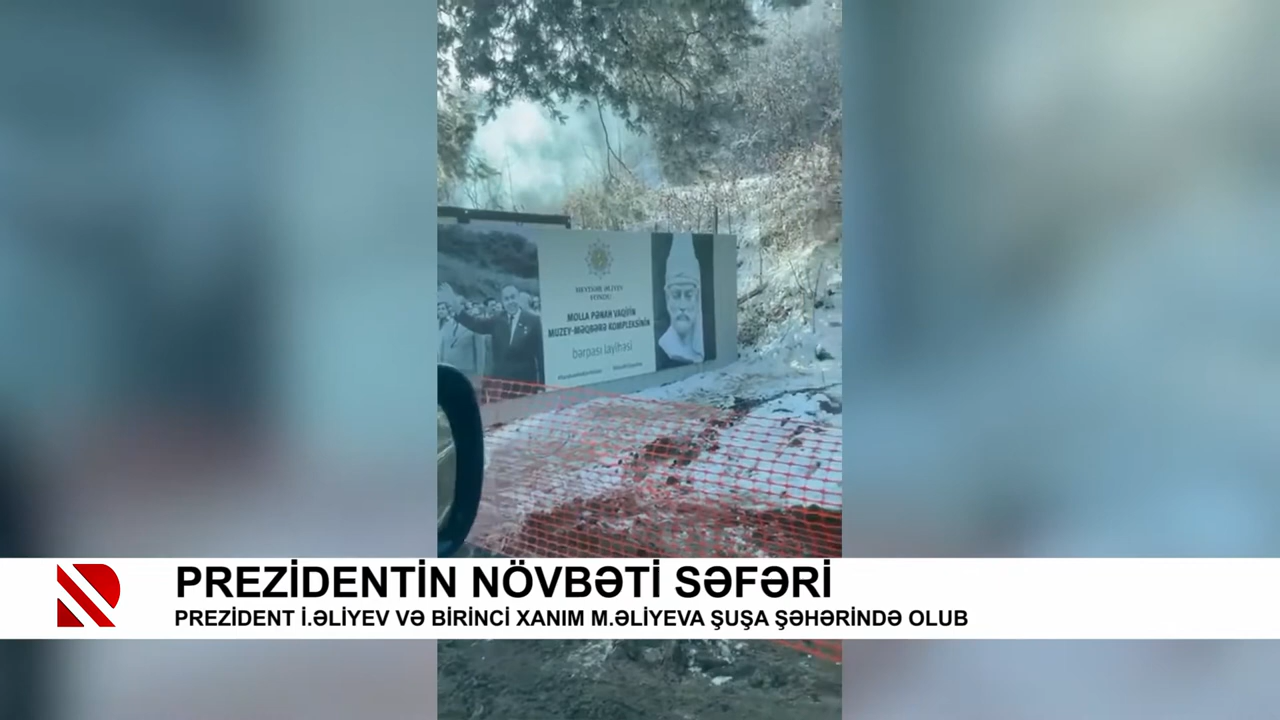 HEYDƏR ƏLİYEV
FONDU
MOLLA PƏNAH VAQİFİN
MUZEY-MƏQBƏRƏ KOMPLEKSİNİN
bərpası layihəsi
PREZİDENTİN NÖVBƏTİ SƏFƏRİ
PREZİDENT İ.ƏLİYEV VƏ BİRİNCİ XANIM M.ƏLİYEVA ŞUŞA ŞƏHƏRİNDƏ OLUB